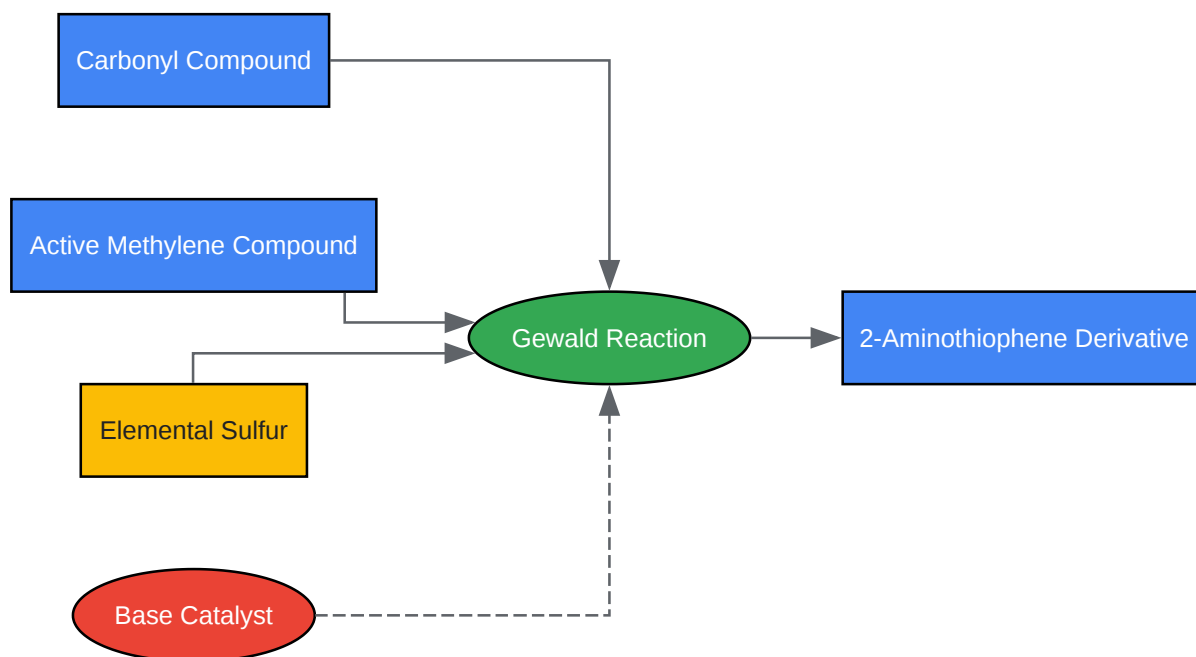 Carbonyl Compound
Active Methylene Compound
Gewald Reaction
2-Aminothiophene Derivative
Elemental Sulfur
Base Catalyst